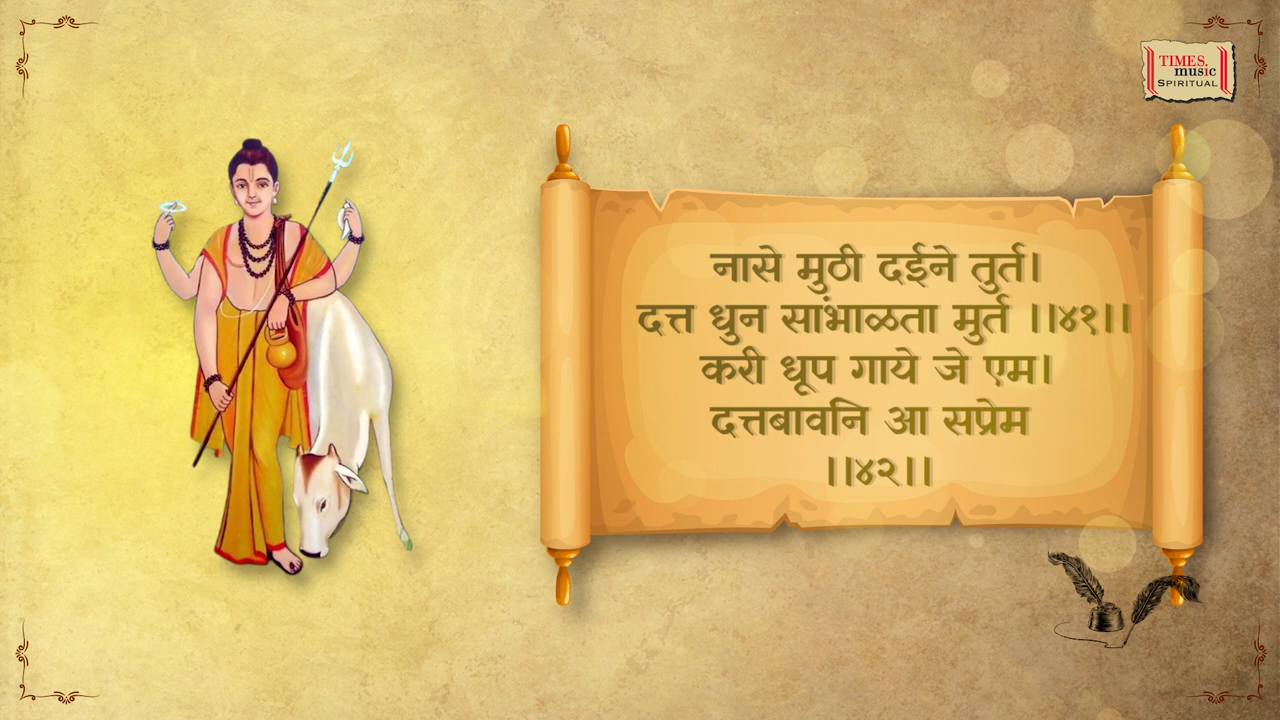 TIMES.
music
SPIRITUAL
नासे मुठी दईने तुर्त।
दत्त धुन सांभाळता मुर्त ।।४१।।
करी धूप गाये जे एम।
दत्तबावनि आ सप्रेम
।।४२।।